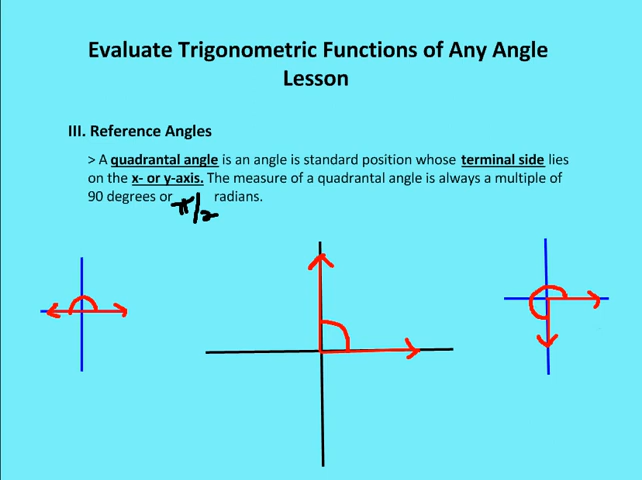 Evaluate Trigonometric Functions of Any Angle
Lesson
III. Reference Angles
> A quadrantal angle is an angle is standard position whose terminal side lies
on the x- or y-axis. The measure of a quadrantal angle is always a multiple of
90 degrees or π/2 radians.